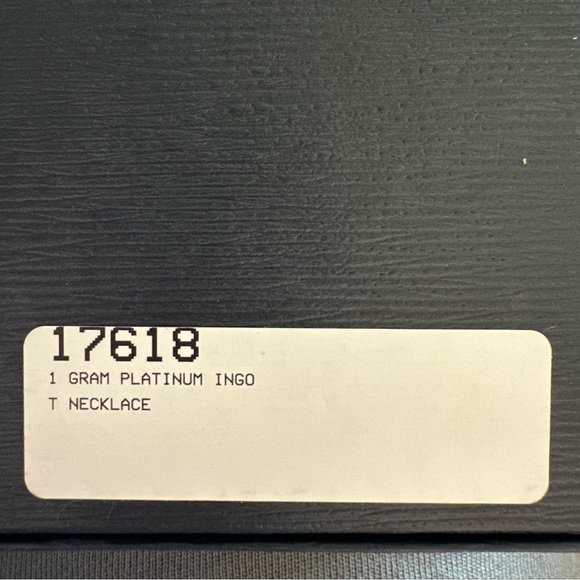 17618
1 GRAM PLATINUM INGO
T NECKLACE